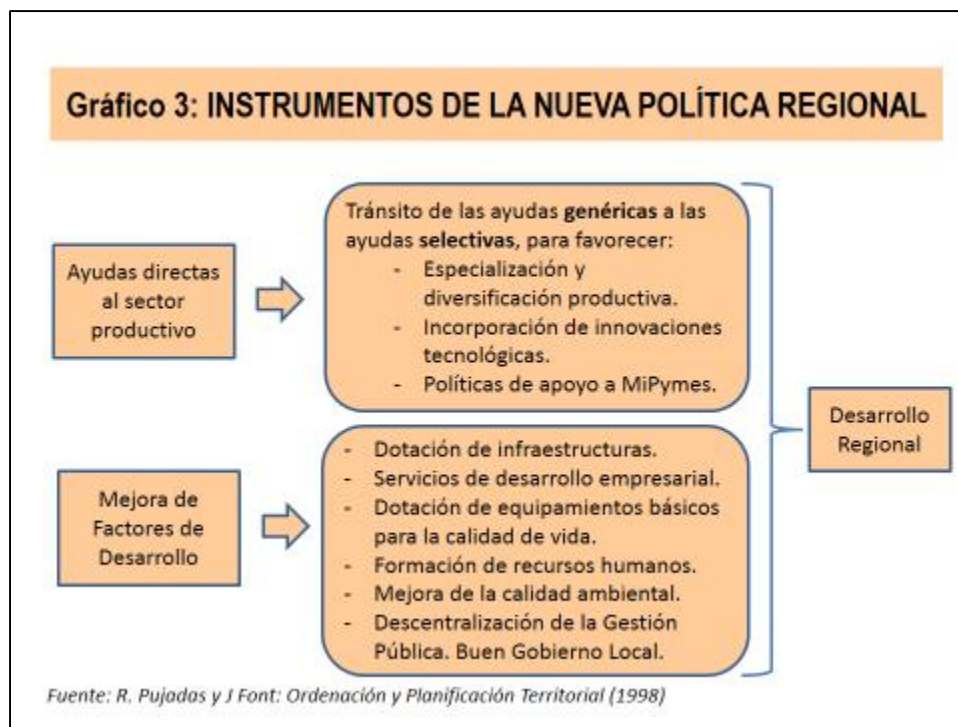 Gráfico 3: INSTRUMENTOS DE LA NUEVA POLÍTICA REGIONAL
Ayudas directas
al sector
productivo
Tránsito de las ayudas genéricas a las
ayudas selectivas, para favorecer:
- Especialización y
diversificación productiva.
- Incorporación de innovaciones
tecnológicas.
- Políticas de apoyo a MiPymes.
Mejora de
Factores de
Desarrollo
- Dotación de infraestructuras.
- Servicios de desarrollo empresarial.
- Dotación de equipamientos básicos
para la calidad de vida.
- Formación de recursos humanos.
- Mejora de la calidad ambiental.
- Descentralización de la Gestión
Pública. Buen Gobierno Local.
Desarrollo
Regional
Fuente: R. Pujadas y J Font: Ordenación y Planificación Territorial (1998)